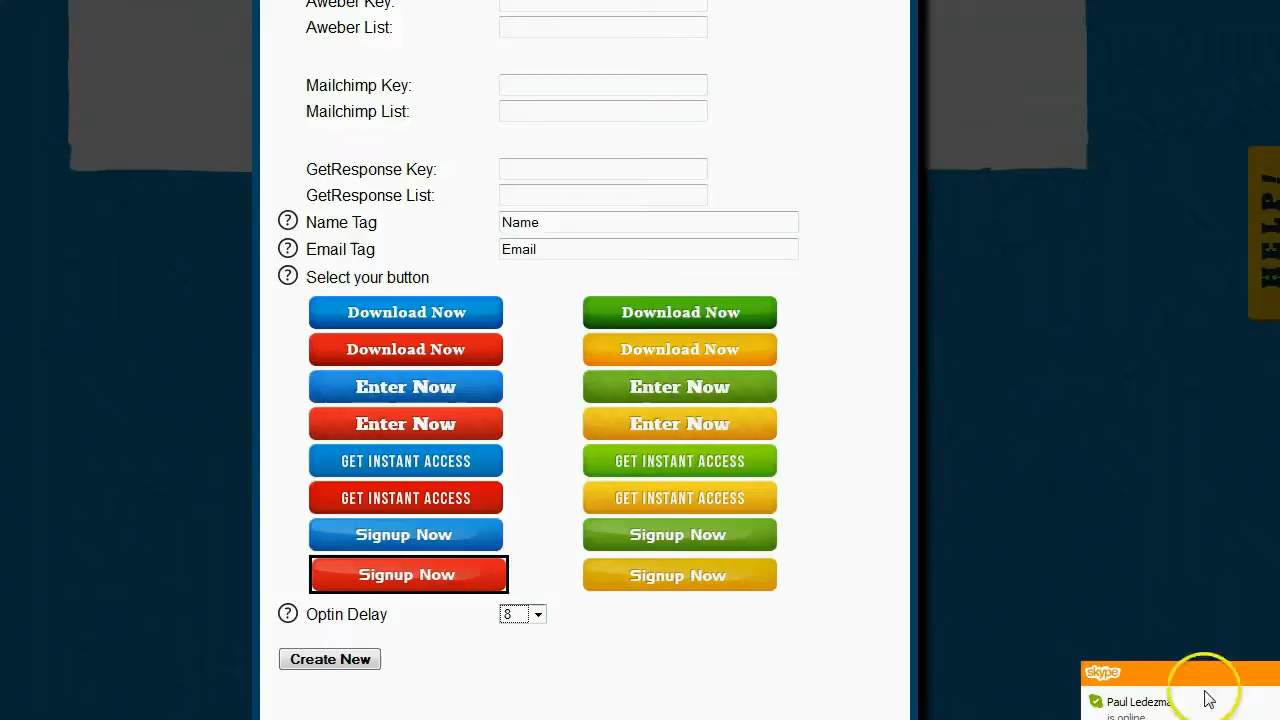 Aweber Key:
Aweber List:
Mailchimp Key:
Mailchimp List:
GetResponse Key:
GetResponse List:
? Name Tag Name
? Email Tag Email
? Select your button
Download Now Download Now
Download Now Download Now
Enter Now Enter Now
Enter Now Enter Now
GET INSTANT ACCESS GET INSTANT ACCESS
GET INSTANT ACCESS GET INSTANT ACCESS
Signup Now Signup Now
Signup Now Signup Now
? Optin Delay 8
Create New
HELP!
skype
Paul Ledezma
is online